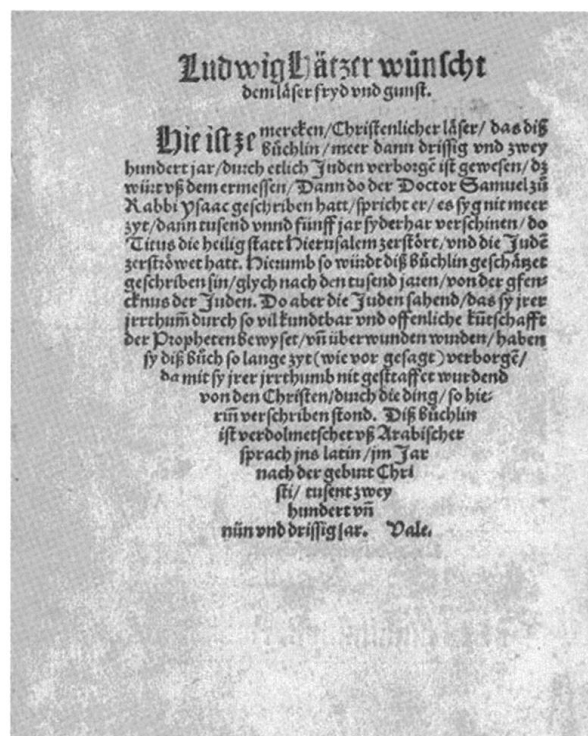 Ludwig Hätzer wünscht
dem läser fryd vnd gunst.
Hie ist ze mercken/Christenlicher läser/ das diß
Büchlin/ meer dann drissig vnd zwey
hundert jar/durch etlich Juden verborgē ist gewesen/ dz
würt vß dem ermessen/ Dann do der Doctor Samuel zů
Rabbi ysaac geschriben hatt/ spricht er/ es syg nit meer
zyt/dann tusend vnnd fünff jar syderhar verschinen/ do
Titus die heilig statt Hierusalem zerstört/vnd die Judē
zerströwet hatt. Hierumb so würdt diß Bůchlin geschätzet
geschriben sin/glych nach den tusend jaren/von der gfen-
cknus der Juden. Do aber die Juden sahend/das sy jrer
jrrthum̄ durch so vil kundtbar vnd offenliche kūtschafft
der Propheten bewyset/ vn̄ überwunden wurden/ haben
sy diß Bůch so lange zyt (wie vor gesagt) verborgē/
da mit sy jrer jrrthumb nit gestraffet wurdend
von den Christen/durch die ding/ so hie-
rin̄ verschriben stond. Diß Bůchlin
ist verdolmetschet vß Arabischer
sprach jns latin/jm Jar
nach der geburt Chri
sti/ tusent zwey
hundert vn̄
nün vnd drissig jar. Vale.